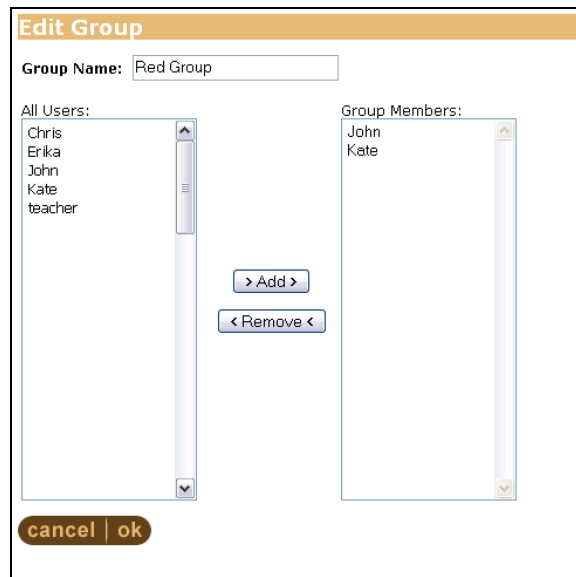 Edit Group
Group Name: Red Group
All Users:
Chris
Erika
John
Kate
teacher
> Add >
< Remove <
Group Members:
John
Kate
cancel | ok